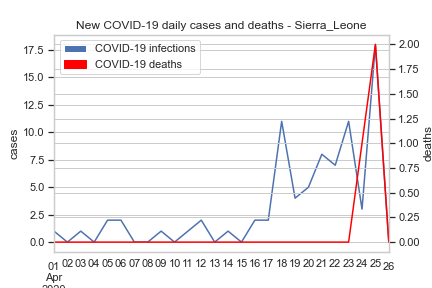 New COVID-19 daily cases and deaths - Sierra_Leone
COVID-19 infections
COVID-19 deaths
17.5
15.0
12.5
10.0
7.5
5.0
2.5
0.0
cases
2.00
1.75
1.50
1.25
1.00
0.75
0.50
0.25
0.00
deaths
01 02 03 04 05 06 07 08 09 10 11 12 13 14 15 16 17 18 19 20 21 22 23 24 25 26
Apr
2020